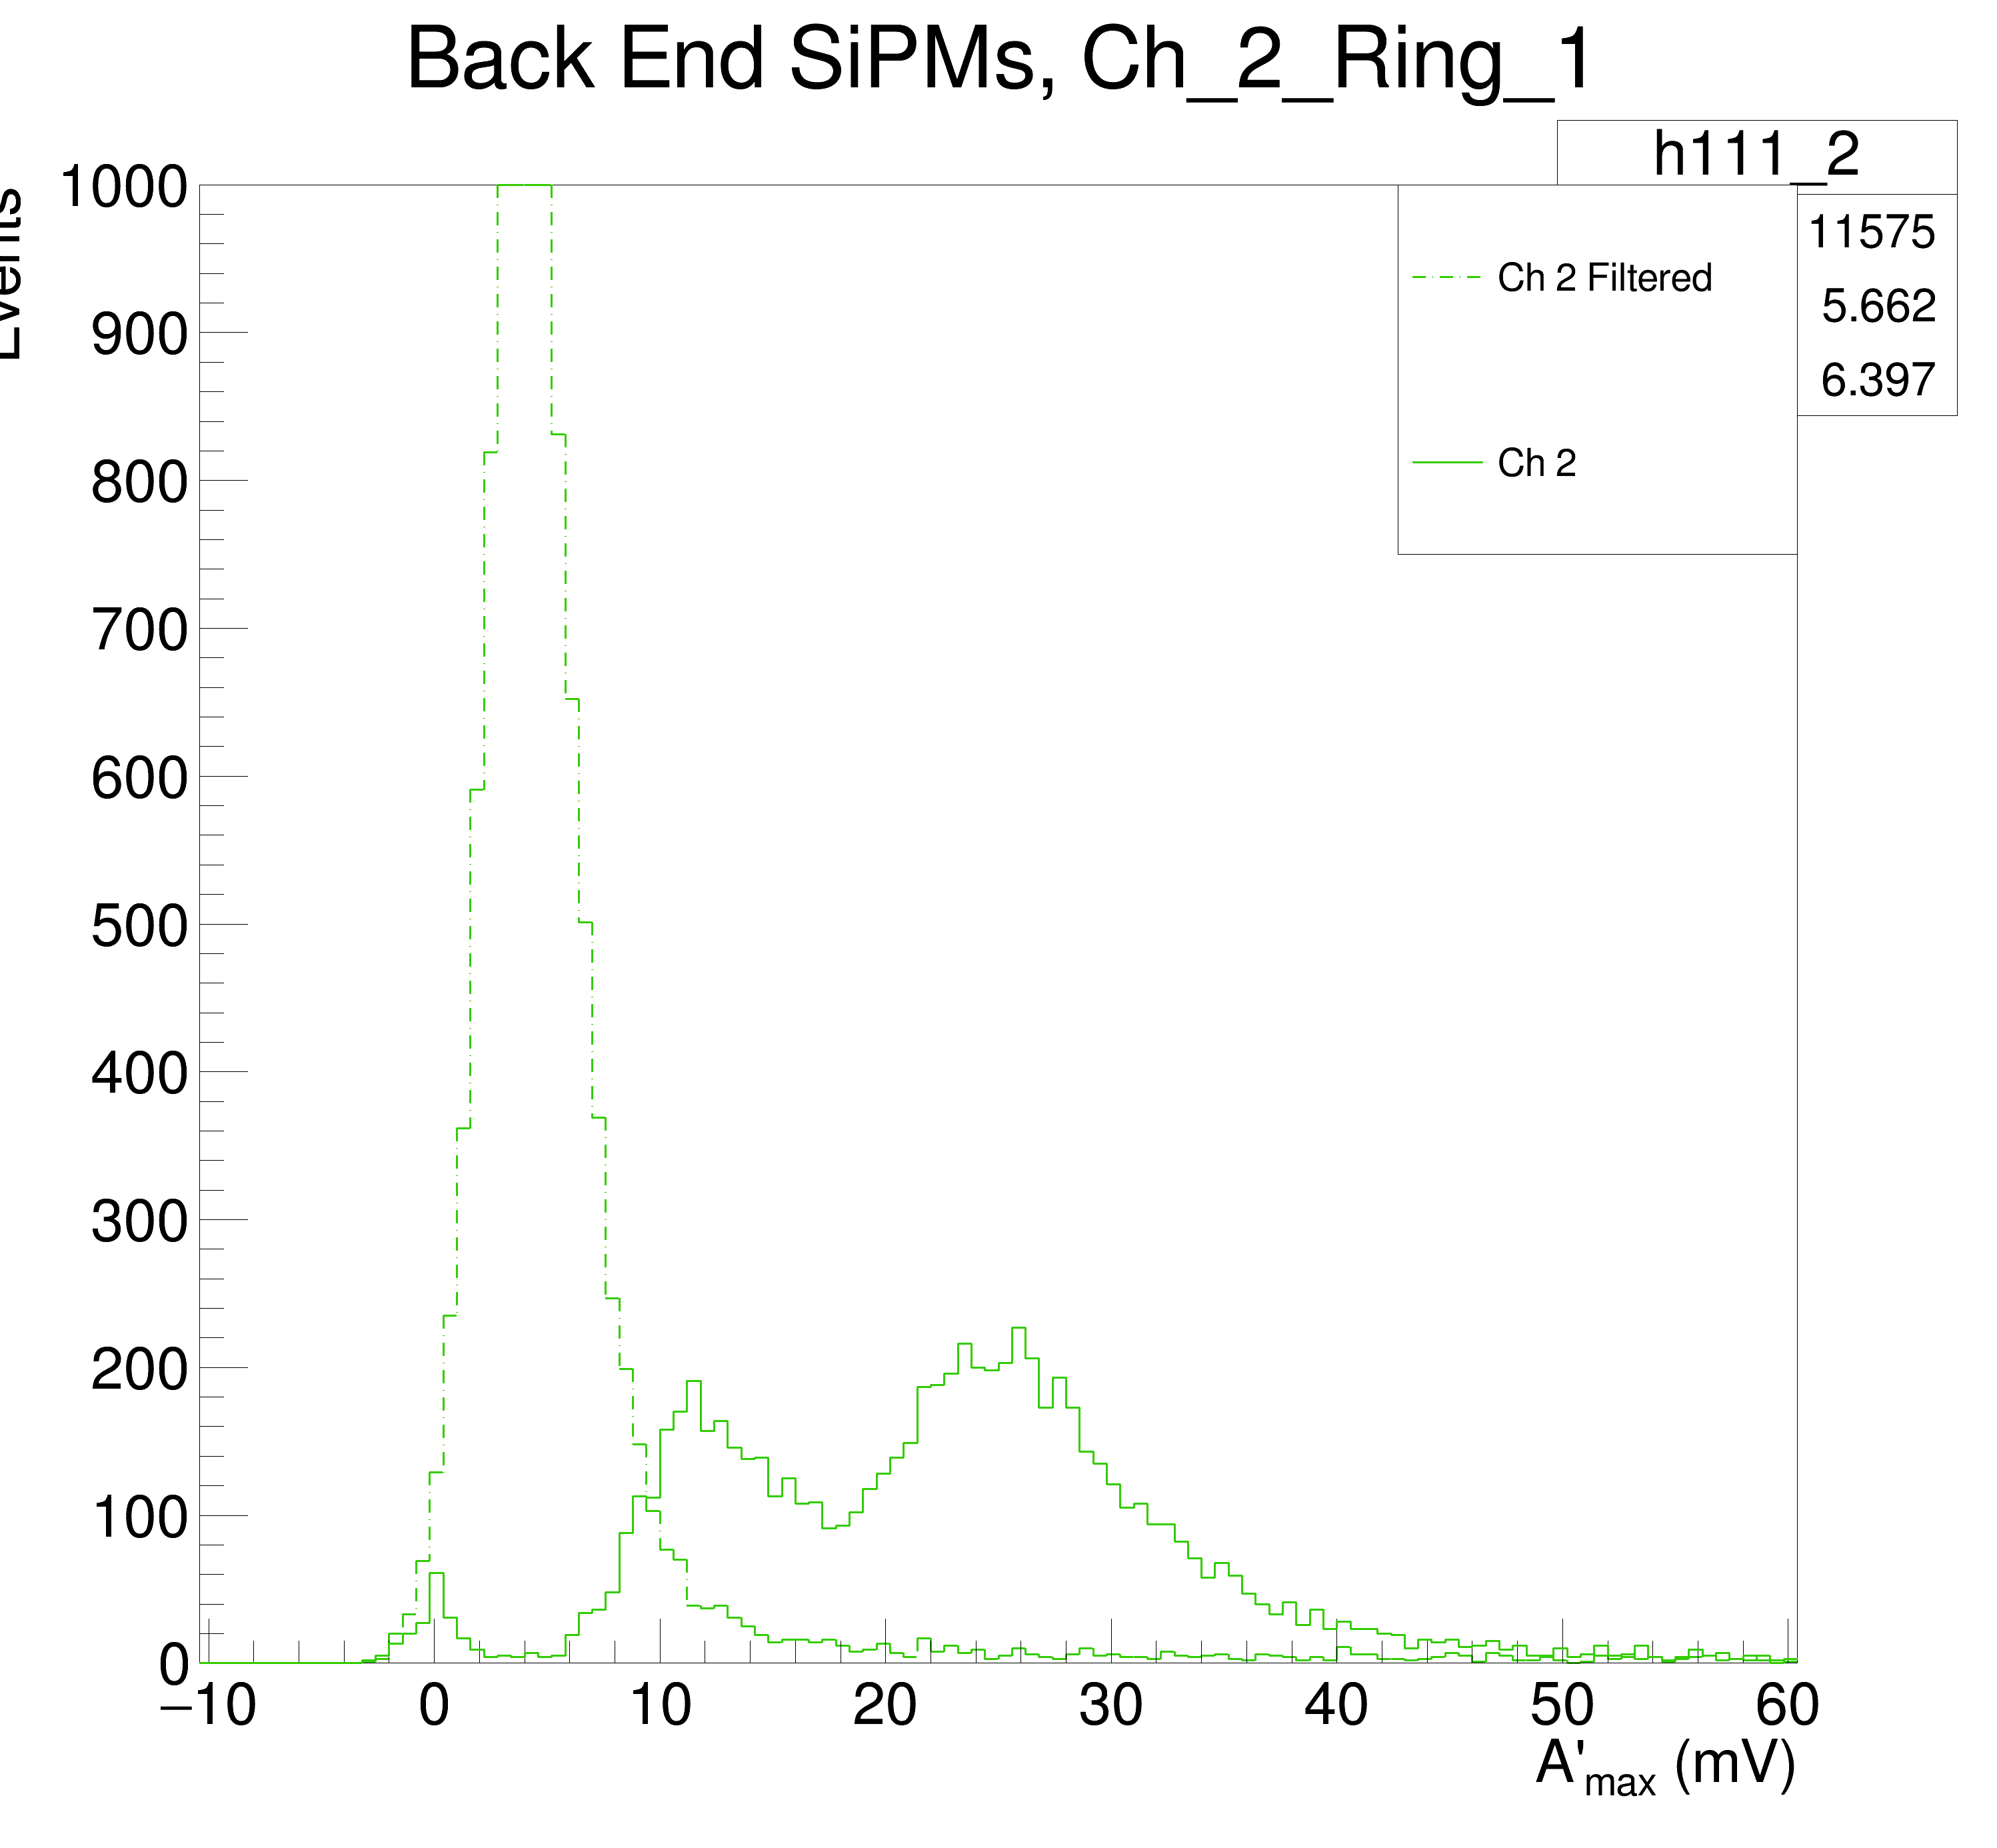 Back End SiPMs, Ch_2_Ring_1
h111_2
11575
5.662
6.397
Ch 2 Filtered
Ch 2
Events
1000
900
800
700
600
500
400
300
200
100
0
−10 0 10 20 30 40 50 60
A'max (mV)